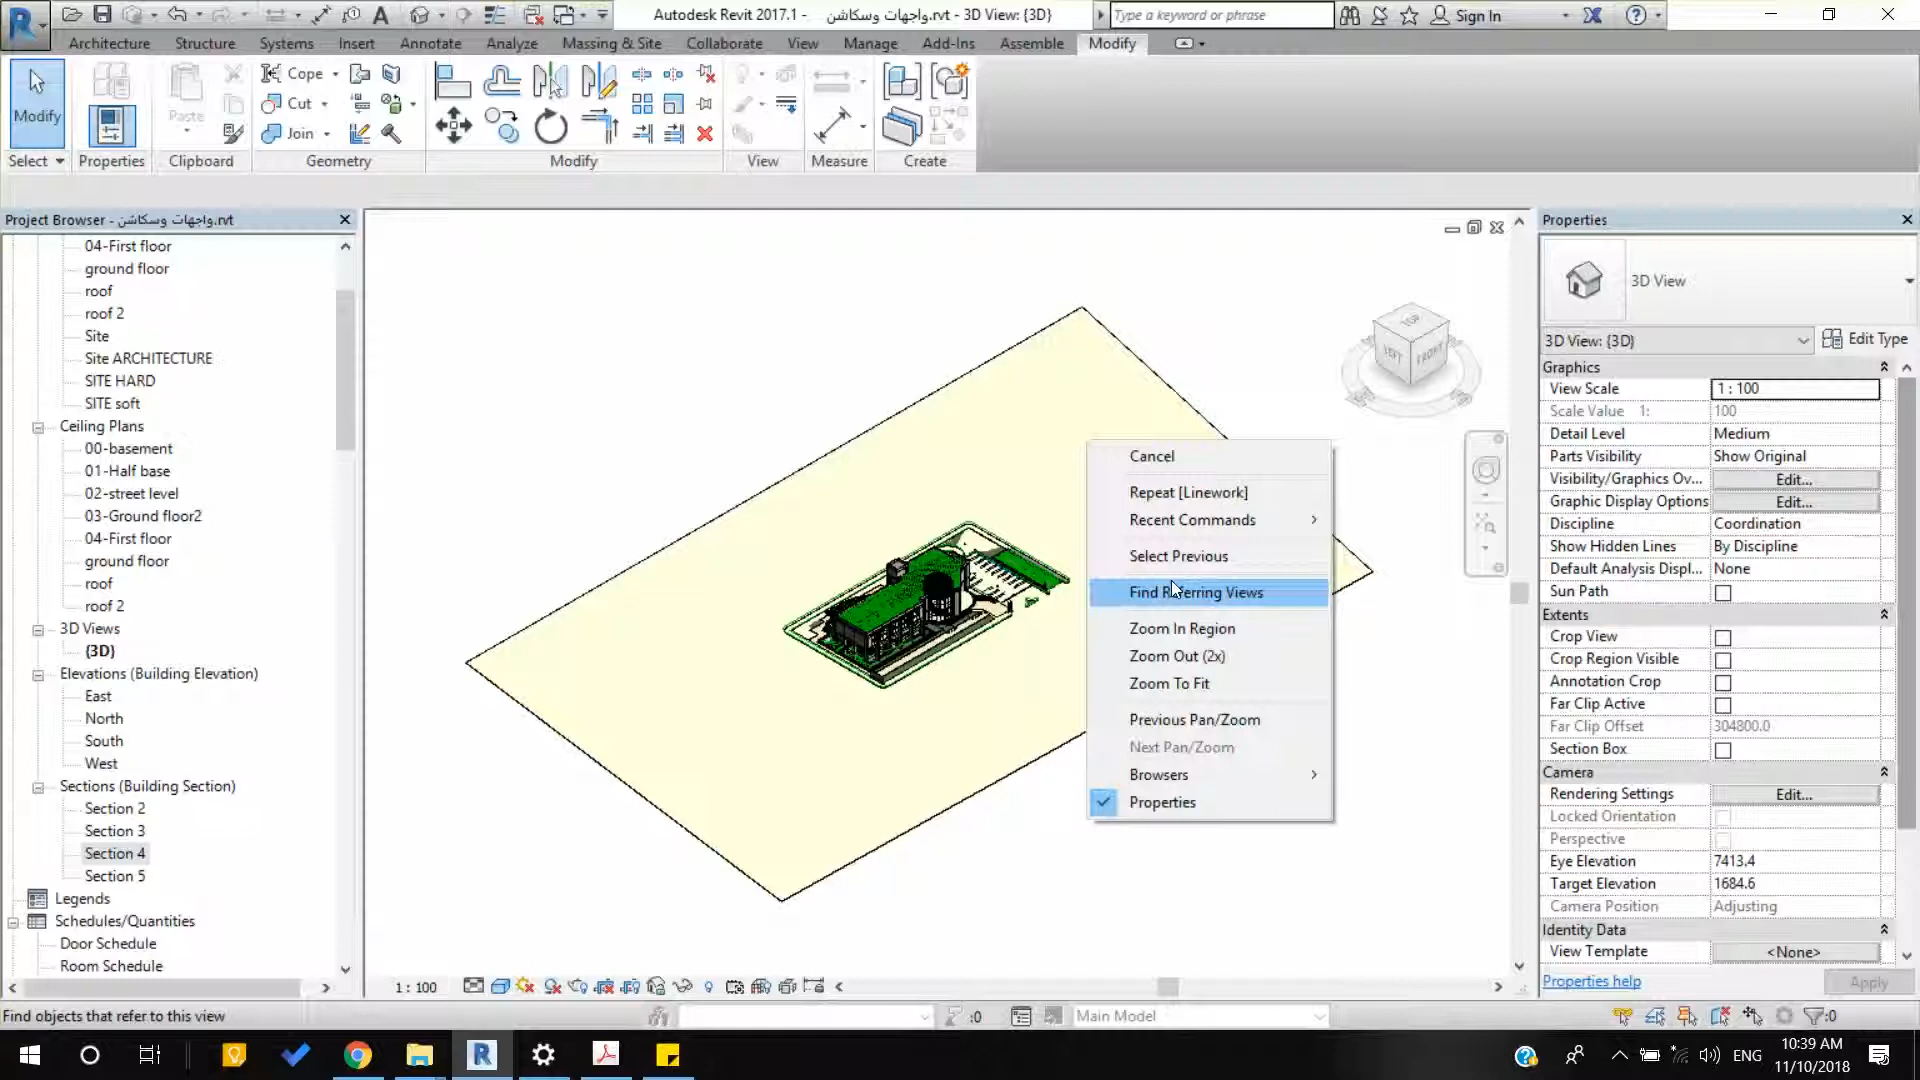 Autodesk Revit 2017.1 - واجهات وسكاشن.rvt - 3D View: {3D}
Type a keyword or phrase
Sign In
Architecture Structure Systems Insert Annotate Analyze Massing & Site Collaborate View Manage Add-Ins Assemble Modify
Modify
Paste
Cope
Cut
Join
Select Properties Clipboard Geometry Modify View Measure Create
Project Browser - واجهات وسكاشن.rvt
04-First floor
ground floor
roof
roof 2
Site
Site ARCHITECTURE
SITE HARD
SITE soft
Ceiling Plans
00-basement
01-Half base
02-street level
03-Ground floor2
04-First floor
ground floor
roof
roof 2
3D Views
{3D}
Elevations (Building Elevation)
East
North
South
West
Sections (Building Section)
Section 2
Section 3
Section 4
Section 5
Legends
Schedules/Quantities
Door Schedule
Room Schedule
TOP
LEFT
FRONT
Cancel
Repeat [Linework]
Recent Commands
Select Previous
Find Referring Views
Zoom In Region
Zoom Out (2x)
Zoom To Fit
Previous Pan/Zoom
Next Pan/Zoom
Browsers
Properties
Properties
3D View
3D View: {3D}
Edit Type
Graphics
View Scale 1 : 100
Scale Value 1: 100
Detail Level Medium
Parts Visibility Show Original
Visibility/Graphics Ov... Edit...
Graphic Display Options Edit...
Discipline Coordination
Show Hidden Lines By Discipline
Default Analysis Displ... None
Sun Path
Extents
Crop View
Crop Region Visible
Annotation Crop
Far Clip Active
Far Clip Offset 304800.0
Section Box
Camera
Rendering Settings Edit...
Locked Orientation
Perspective
Eye Elevation 7413.4
Target Elevation 1684.6
Camera Position Adjusting
Identity Data
View Template <None>
Properties help
Apply
1 : 100
Find objects that refer to this view
:0
Main Model
:0
ENG
10:39 AM
11/10/2018